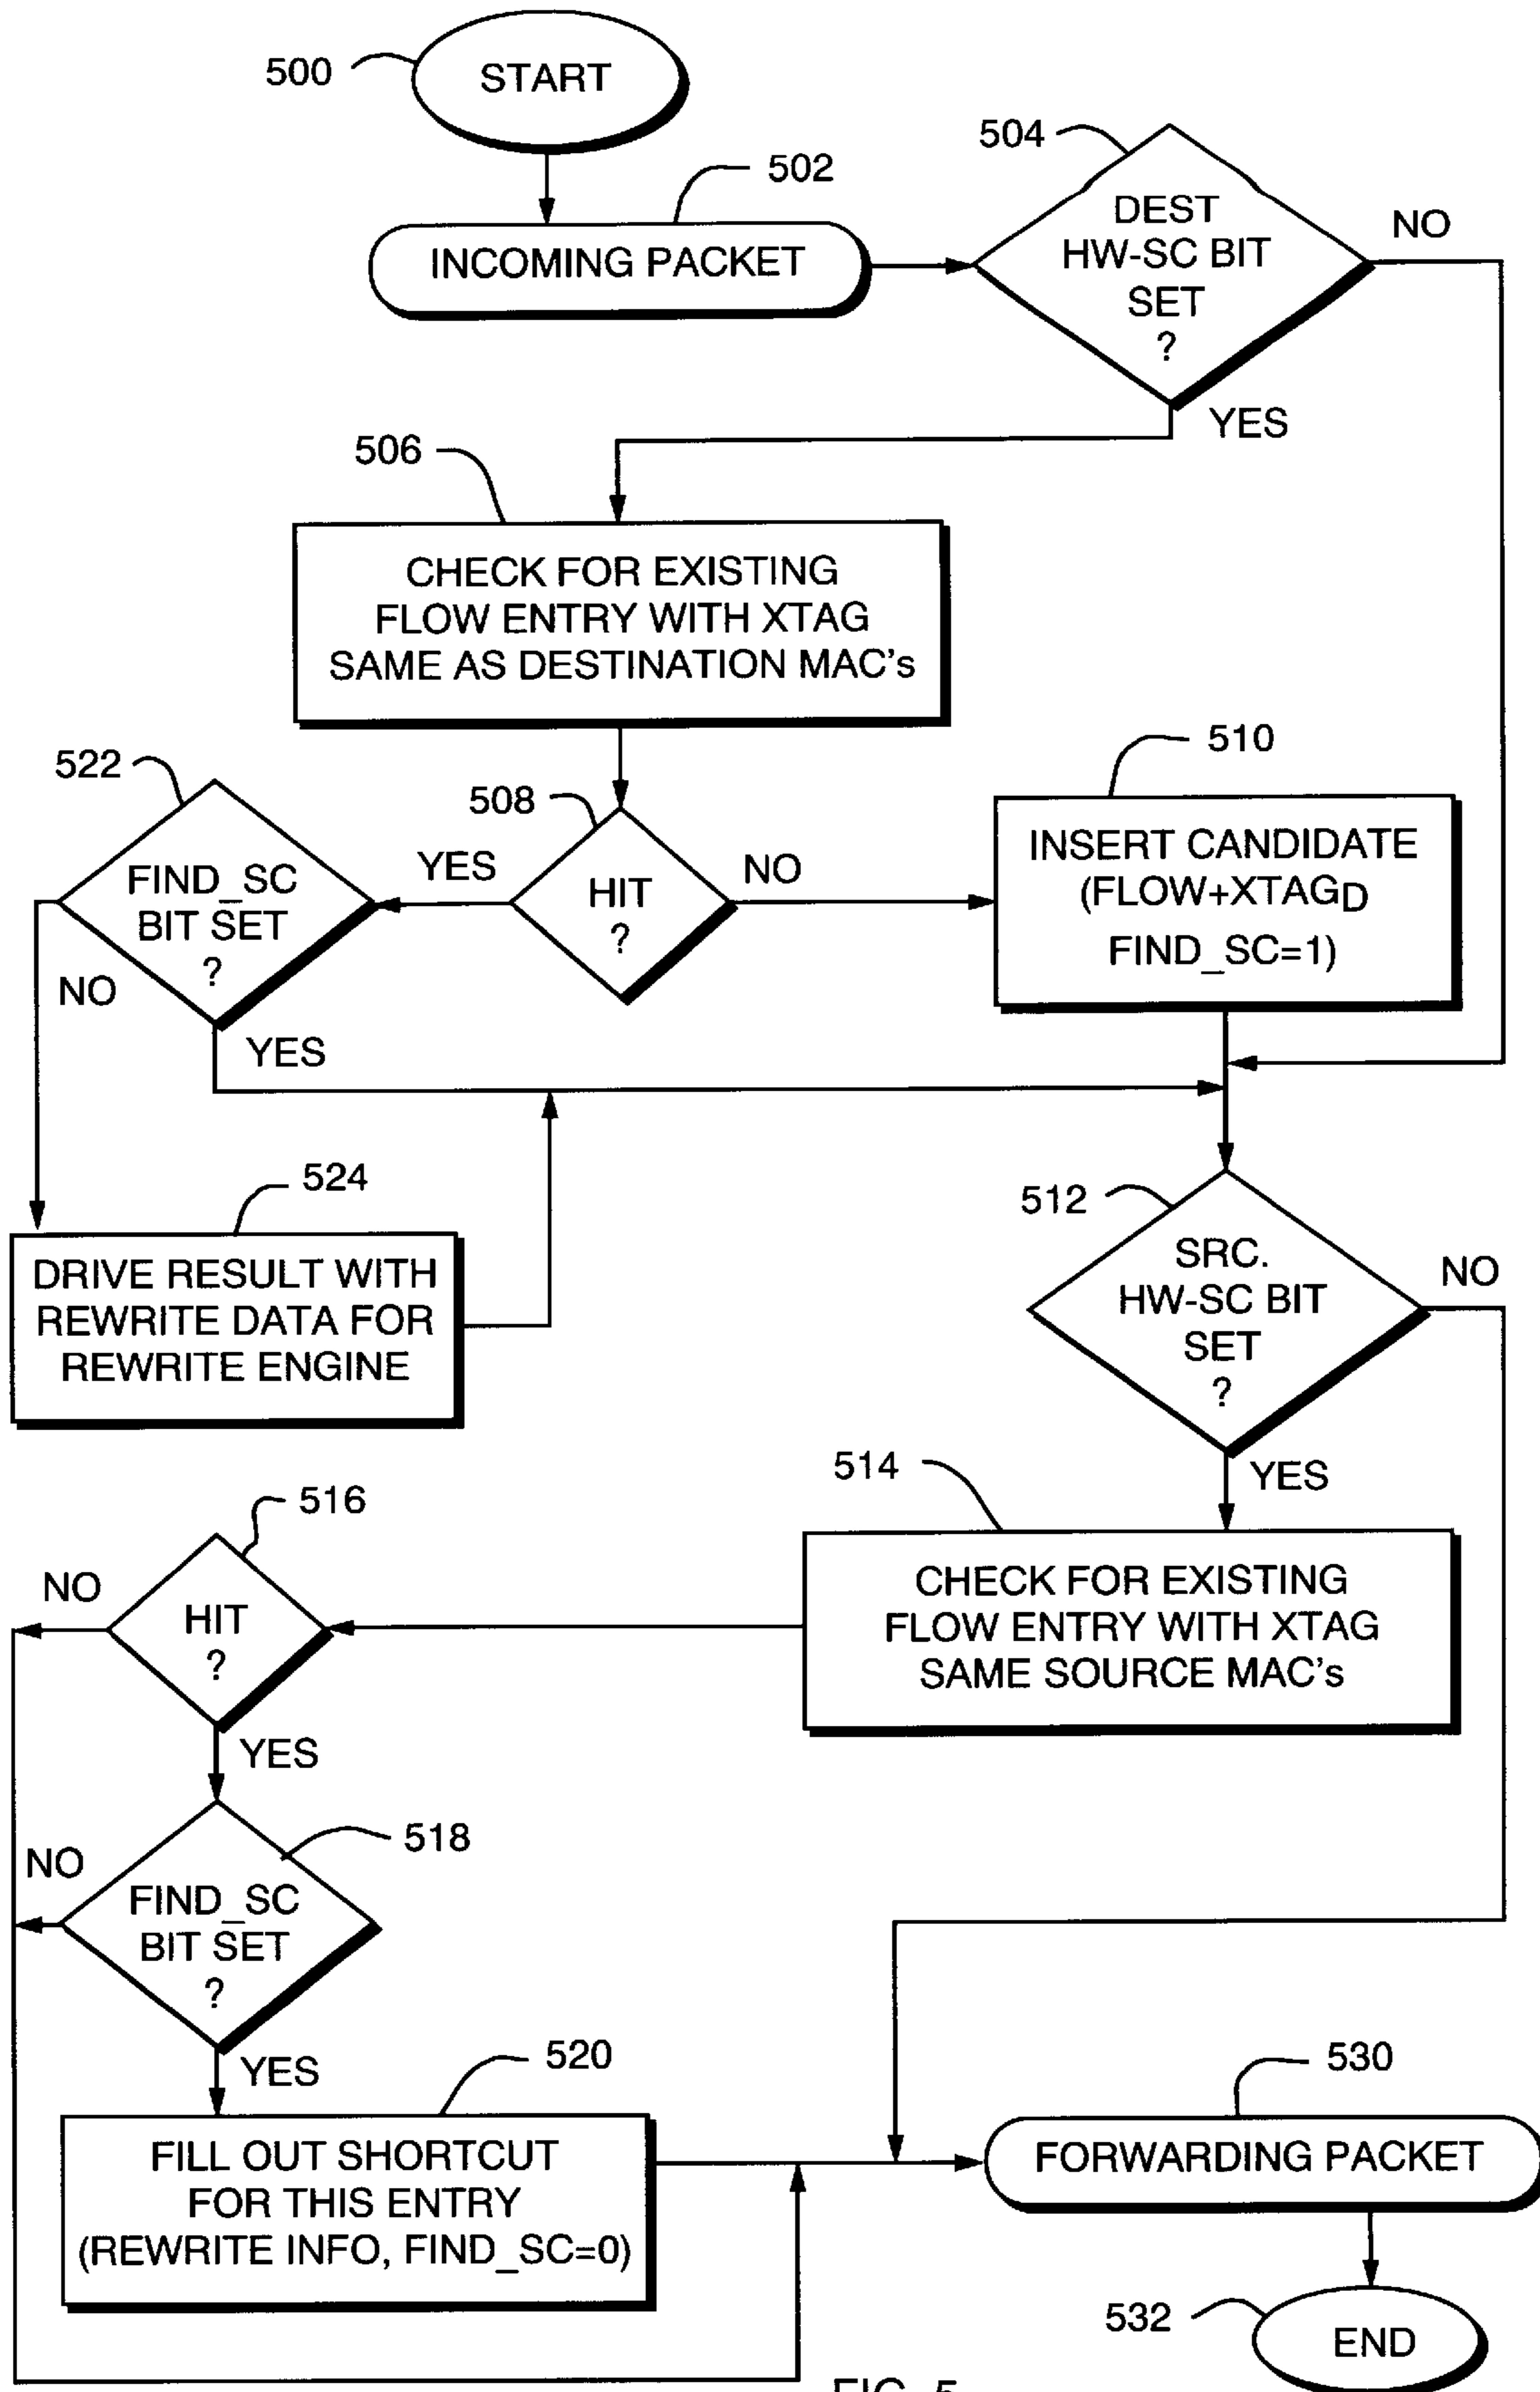 500
START
502
INCOMING PACKET
504
DEST
HW-SC BIT
SET
?
NO
YES
506
CHECK FOR EXISTING
FLOW ENTRY WITH XTAG
SAME AS DESTINATION MAC's
522
FIND_SC
BIT SET
?
NO
YES
508
YES
HIT
?
NO
510
INSERT CANDIDATE
(FLOW+XTAGD
FIND_SC=1)
524
DRIVE RESULT WITH
REWRITE DATA FOR
REWRITE ENGINE
512
SRC.
HW-SC BIT
SET
?
NO
YES
514
CHECK FOR EXISTING
FLOW ENTRY WITH XTAG
SAME SOURCE MAC's
516
NO
HIT
?
YES
518
NO
FIND_SC
BIT SET
?
YES
520
FILL OUT SHORTCUT
FOR THIS ENTRY
(REWRITE INFO, FIND_SC=0)
530
FORWARDING PACKET
532
END
FIG. 5